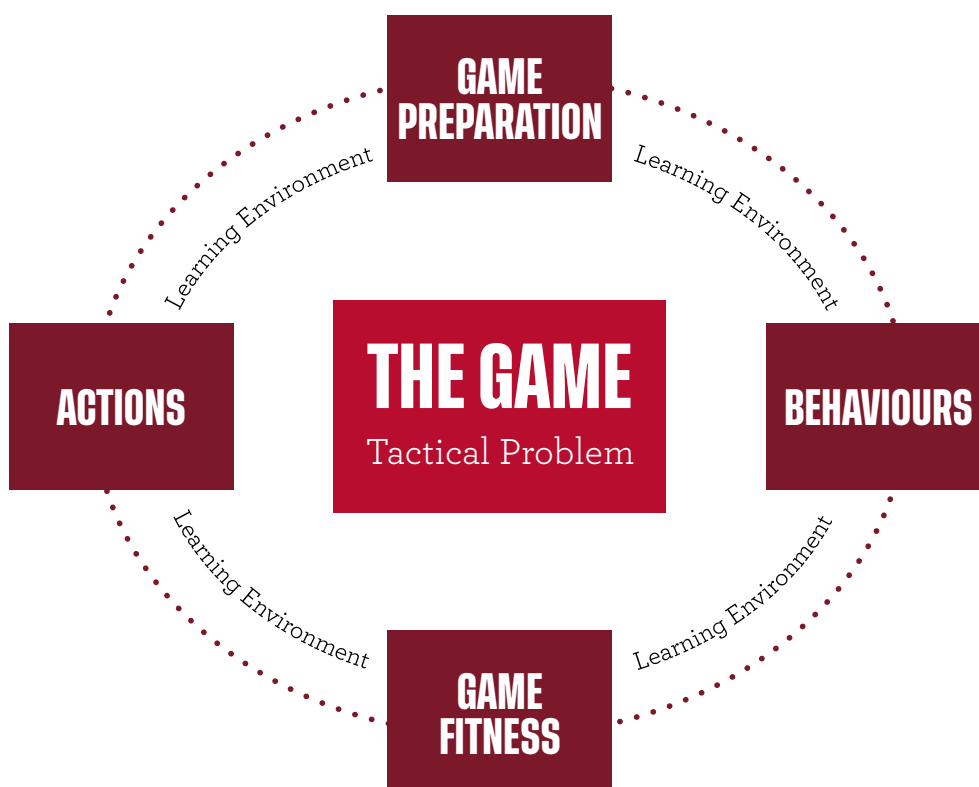 GAME
PREPARATION
Learning Environment
Learning Environment
THE GAME
Tactical Problem
ACTIONS
BEHAVIOURS
Learning Environment
Learning Environment
GAME
FITNESS